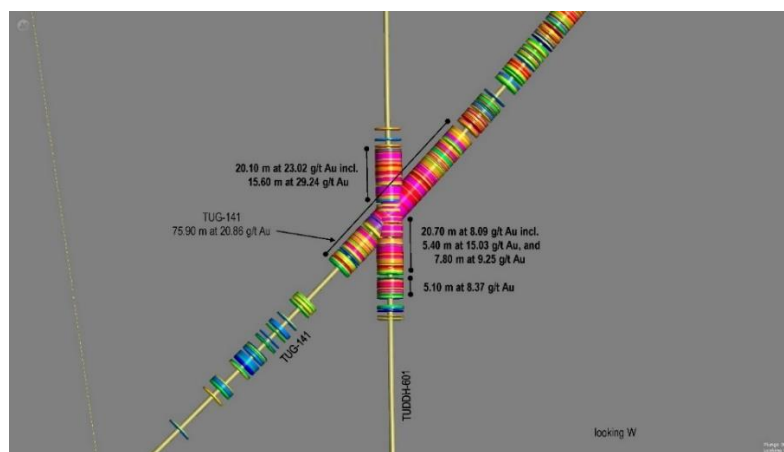 20.10 m at 23.02 g/t Au incl.
15.60 m at 29.24 g/t Au
TUG-141
75.90 m at 20.86 g/t Au
20.70 m at 8.09 g/t Au incl.
5.40 m at 15.03 g/t Au, and
7.80 m at 9.25 g/t Au
5.10 m at 8.37 g/t Au
TUG-141
TUDDH-601
looking W